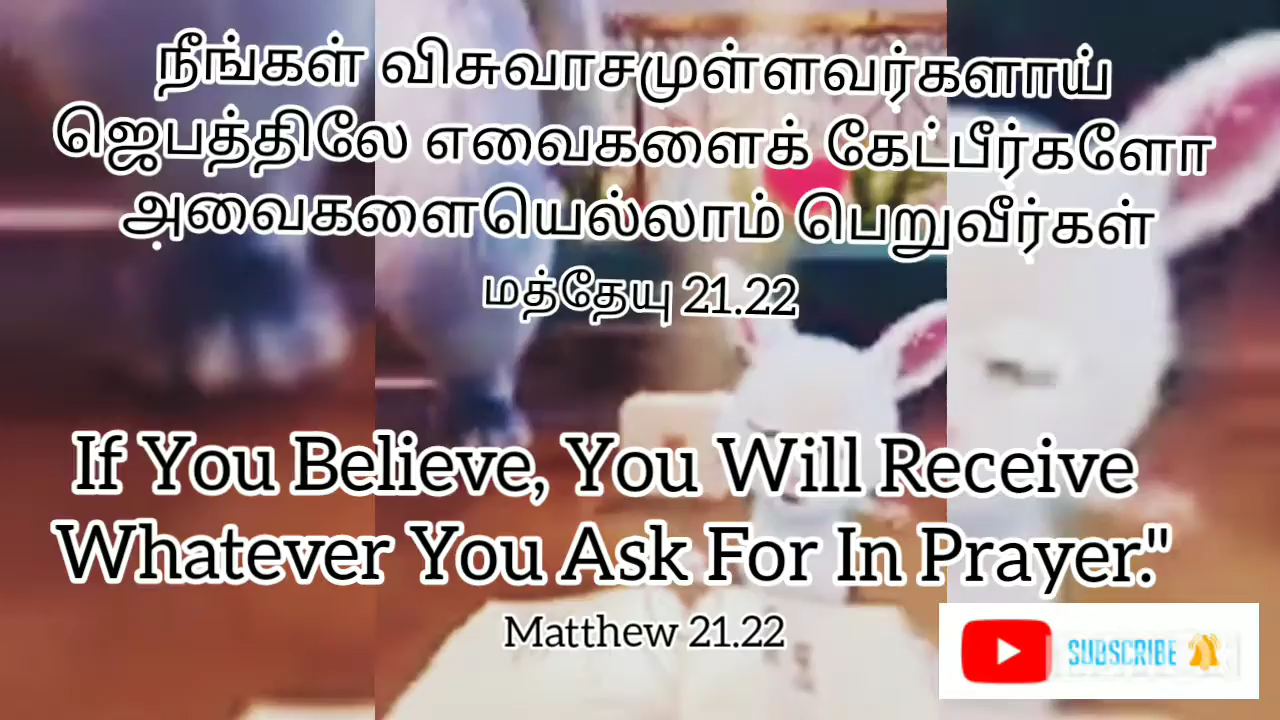 நீங்கள் விசுவாசமுள்ளவர்களாய்
ஜெபத்திலே எவைகளைக் கேட்பீர்களோ
அவைகளையெல்லாம் பெறுவீர்கள்
மத்தேயு 21.22
If You Believe, You Will Receive
Whatever You Ask For In Prayer."
Matthew 21.22
SUBSCRIBE